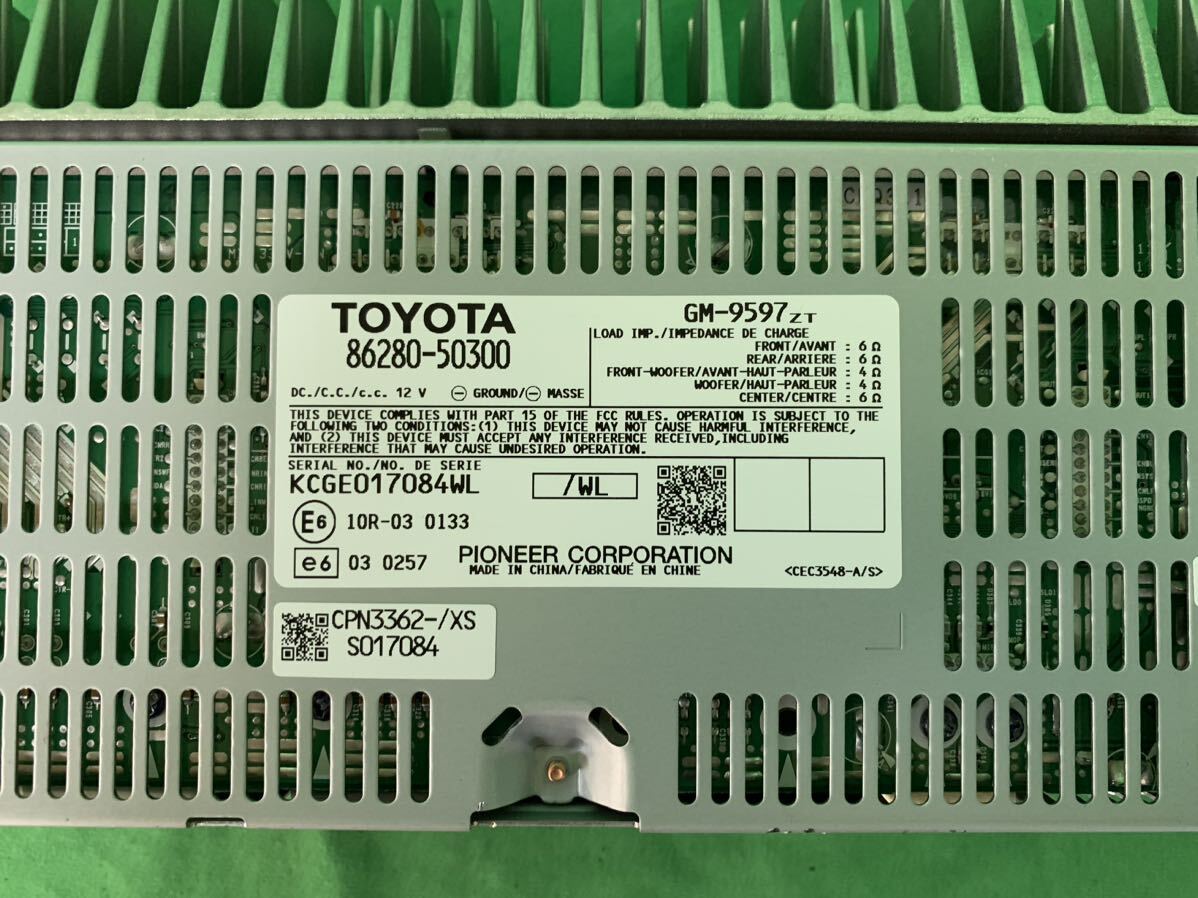 TOYOTA
86280-50300
DC./C.C./c.c. 12 V ⊖ GROUND/⊖ MASSE
GM-9597ZT
LOAD IMP./IMPEDANCE DE CHARGE
FRONT/AVANT : 6 Ω
REAR/ARRIERE : 6 Ω
FRONT-WOOFER/AVANT-HAUT-PARLEUR : 4 Ω
WOOFER/HAUT-PARLEUR : 4 Ω
CENTER/CENTRE : 6 Ω
THIS DEVICE COMPLIES WITH PART 15 OF THE FCC RULES. OPERATION IS SUBJECT TO THE
FOLLOWING TWO CONDITIONS:(1) THIS DEVICE MAY NOT CAUSE HARMFUL INTERFERENCE,
AND (2) THIS DEVICE MUST ACCEPT ANY INTERFERENCE RECEIVED,INCLUDING
INTERFERENCE THAT MAY CAUSE UNDESIRED OPERATION.
SERIAL NO./NO. DE SERIE
KCGE017084WL
/WL
E6 10R-03 0133
e6 03 0257
PIONEER CORPORATION
MADE IN CHINA/FABRIQUÉ EN CHINE
<CEC3548-A/S>
CPN3362-/XS
S017084